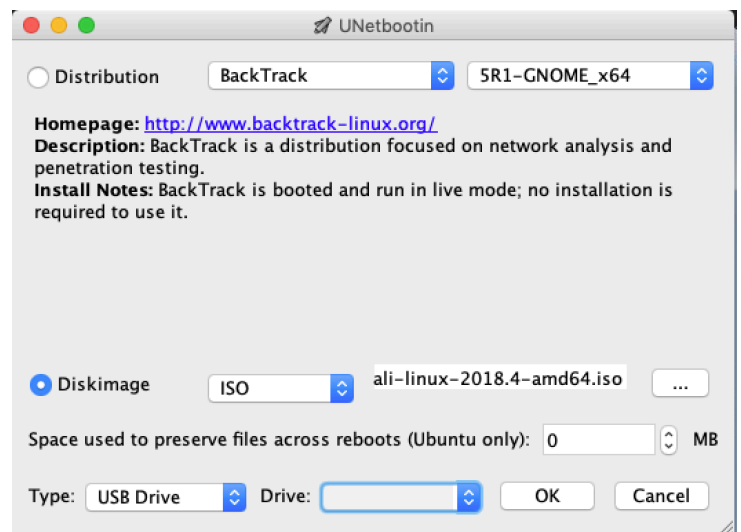 UNetbootin
Distribution BackTrack 5R1-GNOME_x64
Homepage: http://www.backtrack-linux.org/
Description: BackTrack is a distribution focused on network analysis and
penetration testing.
Install Notes: BackTrack is booted and run in live mode; no installation is
required to use it.
Diskimage ISO ali-linux-2018.4-amd64.iso ...
Space used to preserve files across reboots (Ubuntu only): 0 MB
Type: USB Drive Drive: OK Cancel